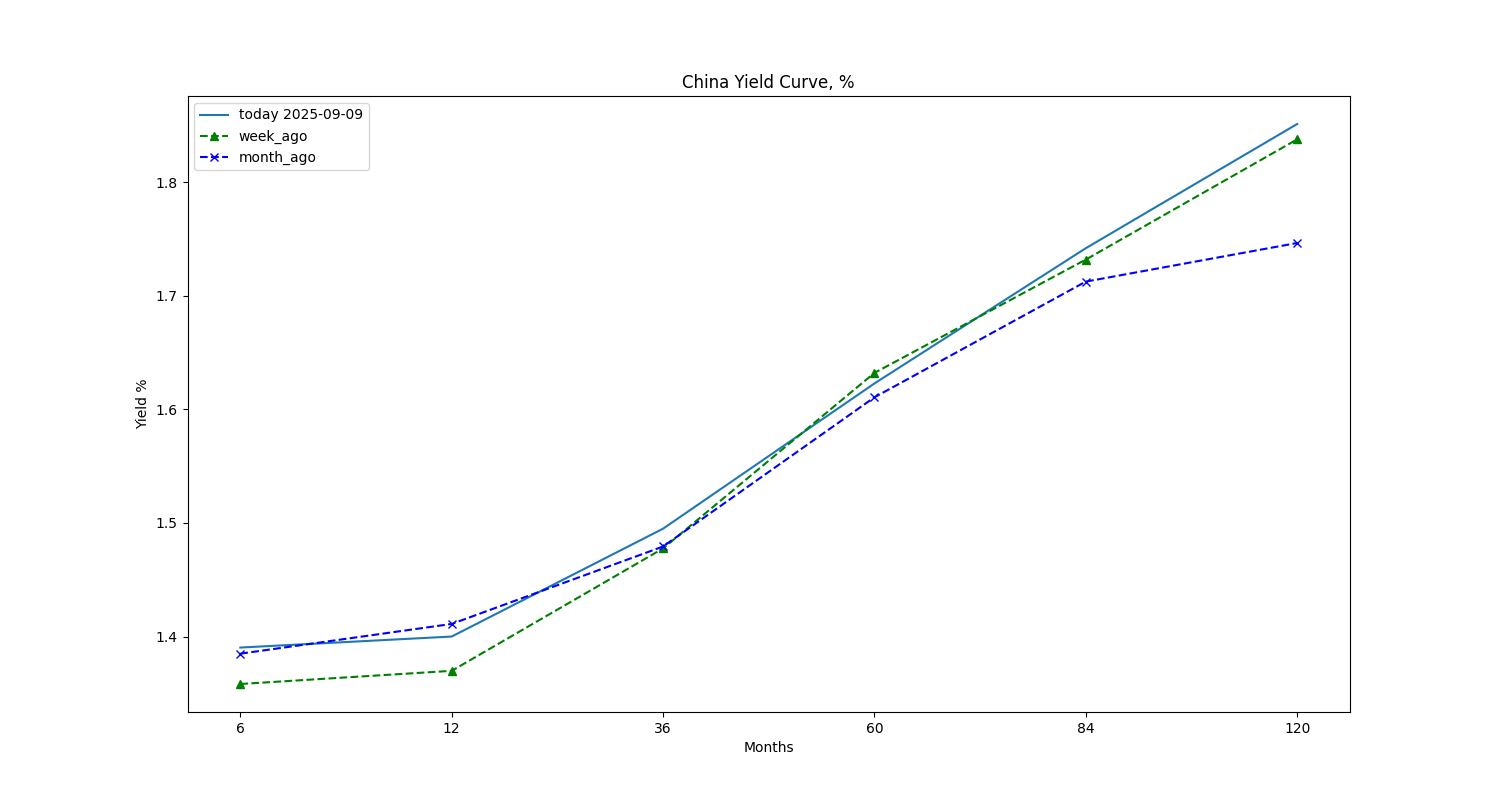 China Yield Curve, %
today 2025-09-09
week_ago
month_ago
1.8
1.7
1.6
1.5
1.4
Yield %
6 12 36 60 84 120
Months